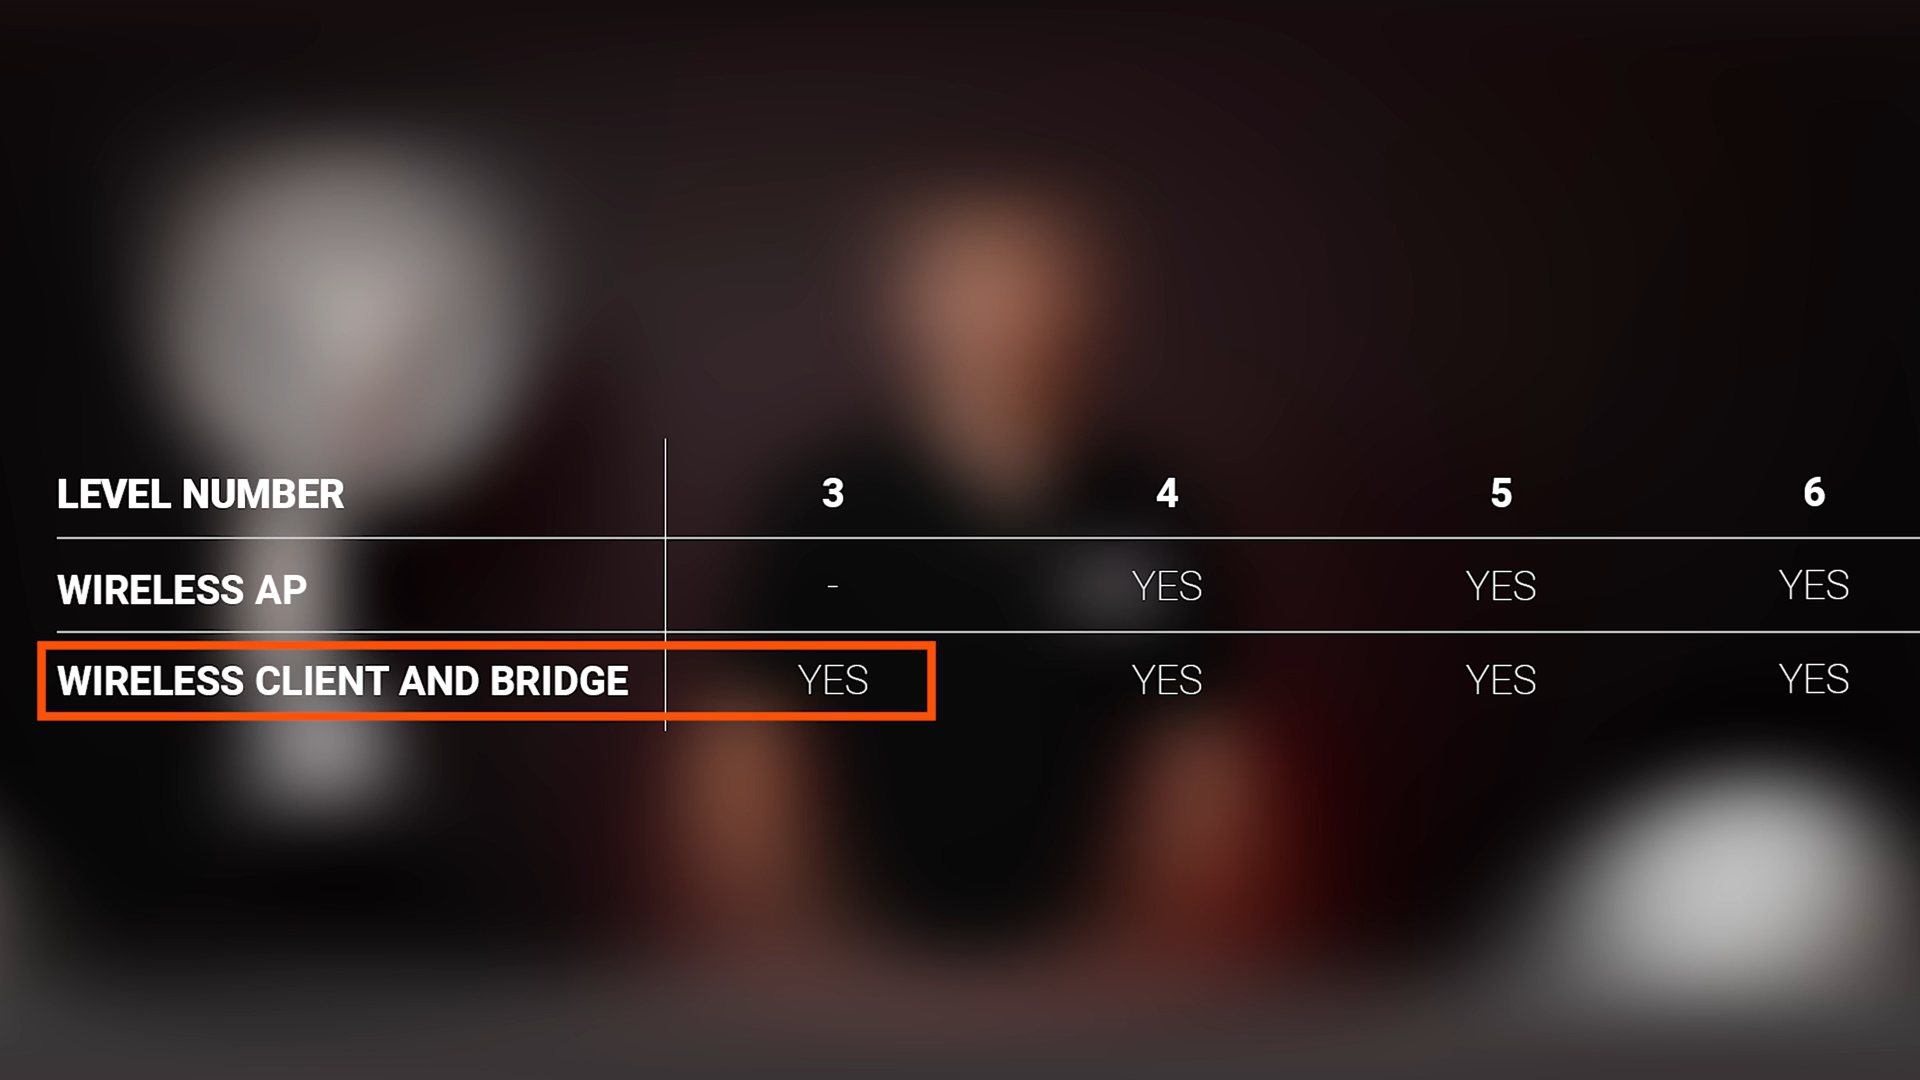 LEVEL NUMBER 3 4 5 6
WIRELESS AP - YES YES YES
WIRELESS CLIENT AND BRIDGE YES YES YES YES